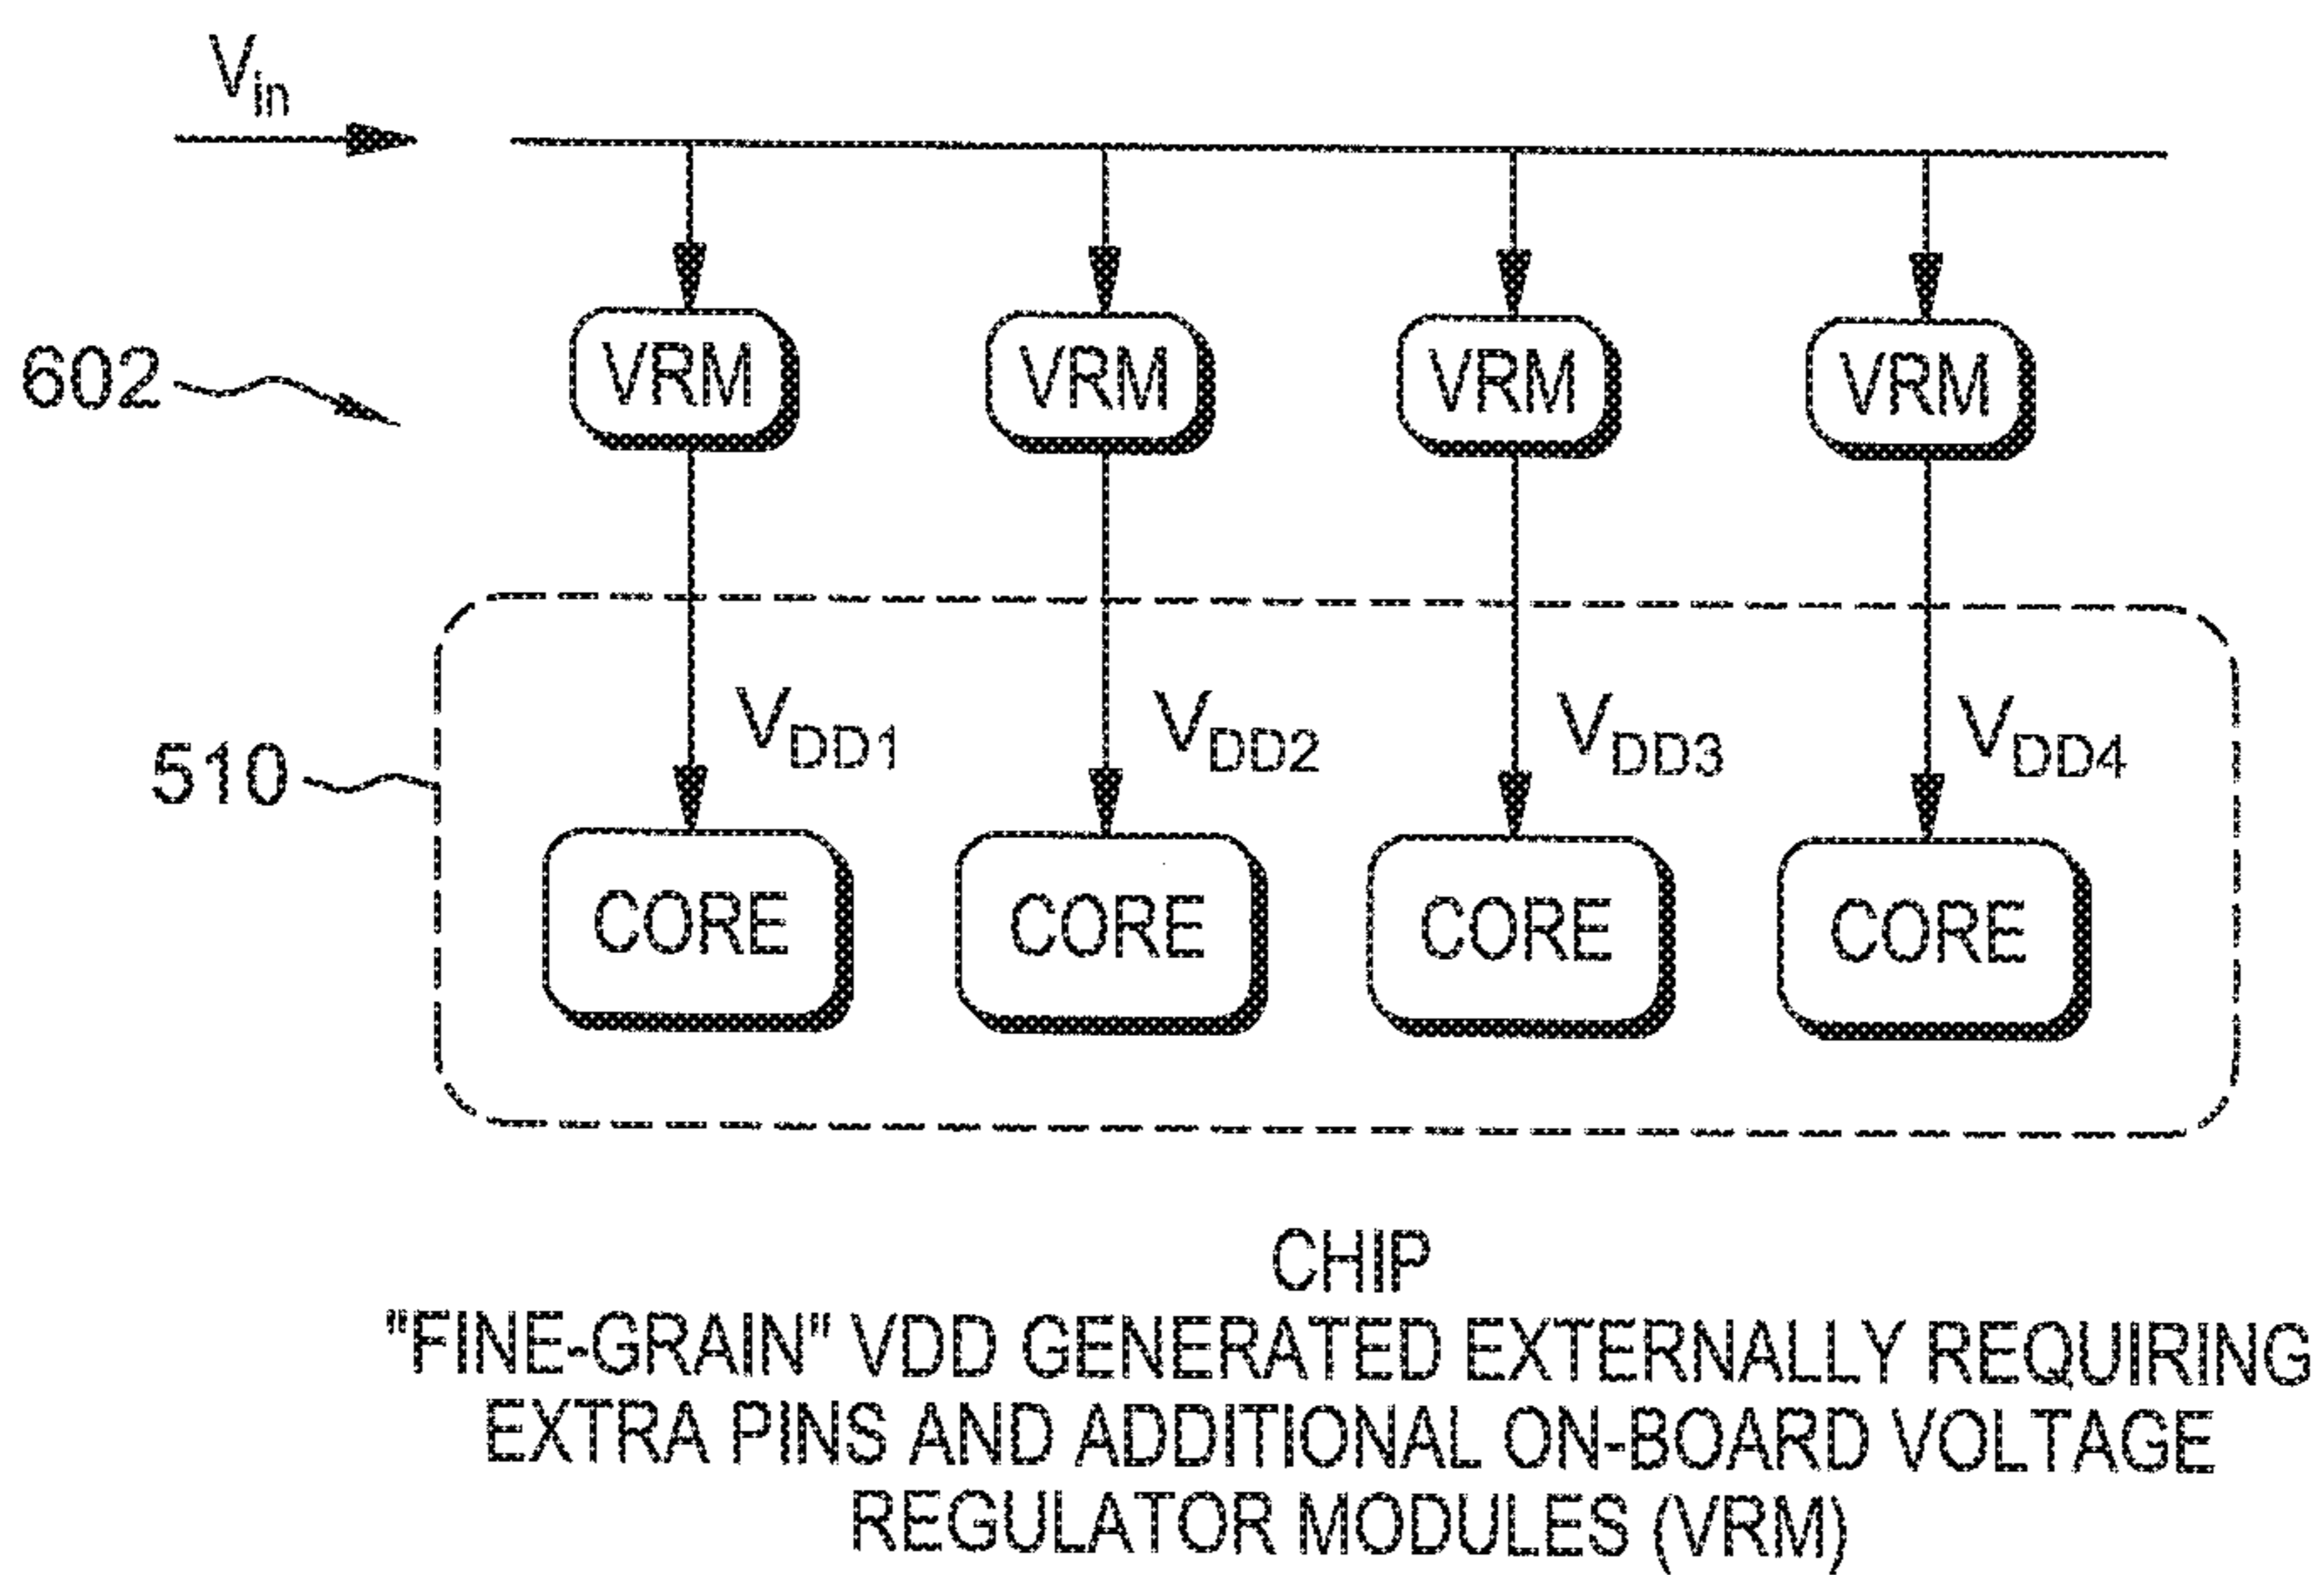 Vin
602
VRM VRM VRM VRM
510
VDD1 VDD2 VDD3 VDD4
CORE CORE CORE CORE
CHIP
"FINE-GRAIN" VDD GENERATED EXTERNALLY REQUIRING
EXTRA PINS AND ADDITIONAL ON-BOARD VOLTAGE
REGULATOR MODULES (VRM)